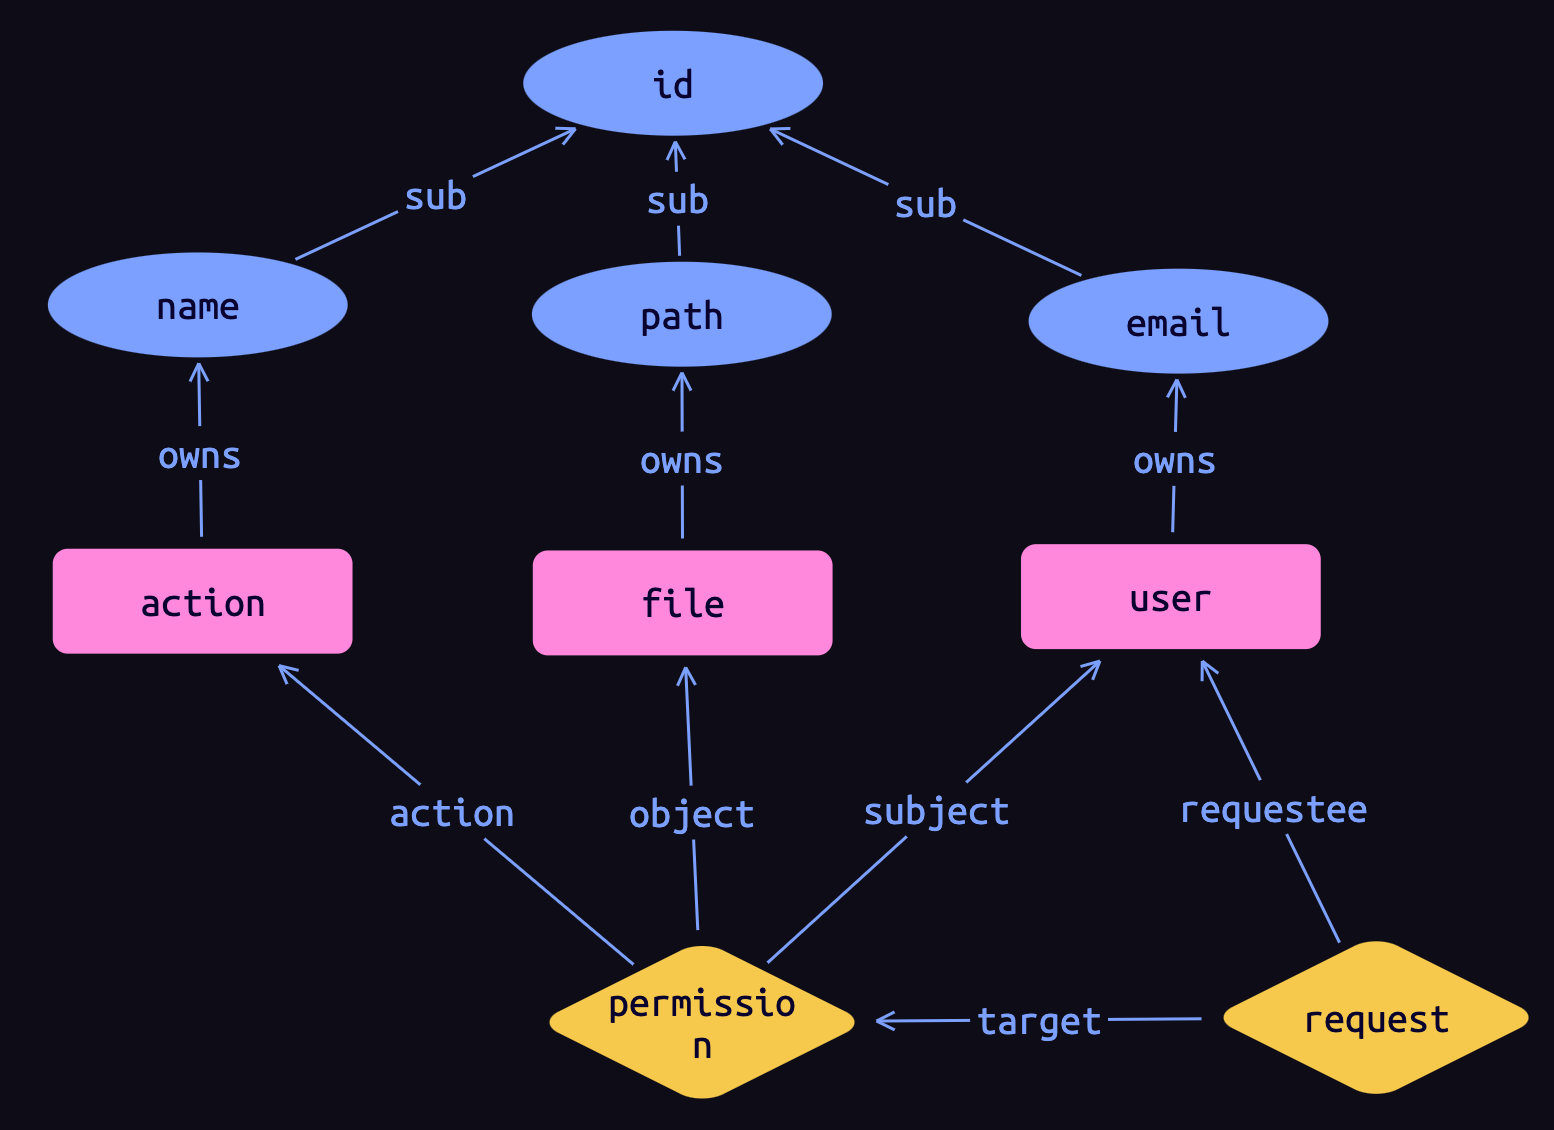 id
sub
sub
sub
name
path
email
owns
owns
owns
action
file
user
action
object
subject
requestee
permissio
n
target
request